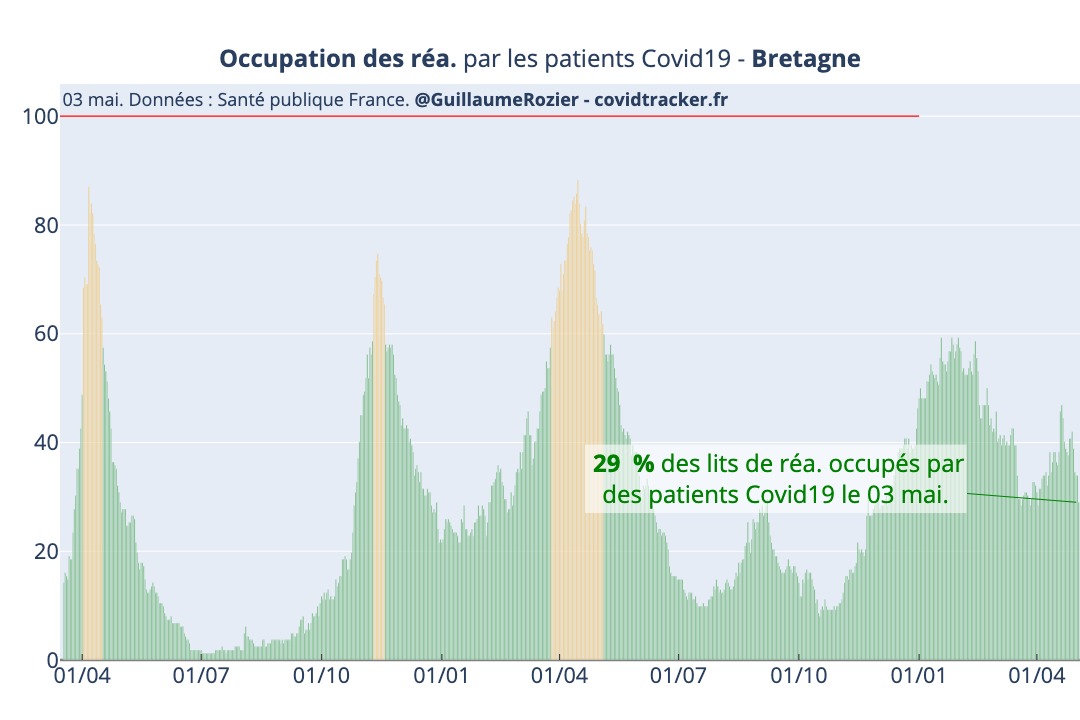 Occupation des réa. par les patients Covid19 - Bretagne
03 mai. Données : Santé publique France. @GuillaumeRozier - covidtracker.fr
100
80
60
40
29 % des lits de réa. occupés par
des patients Covid19 le 03 mai.
20
0
01/04 01/07 01/10 01/01 01/04 01/07 01/10 01/01 01/04